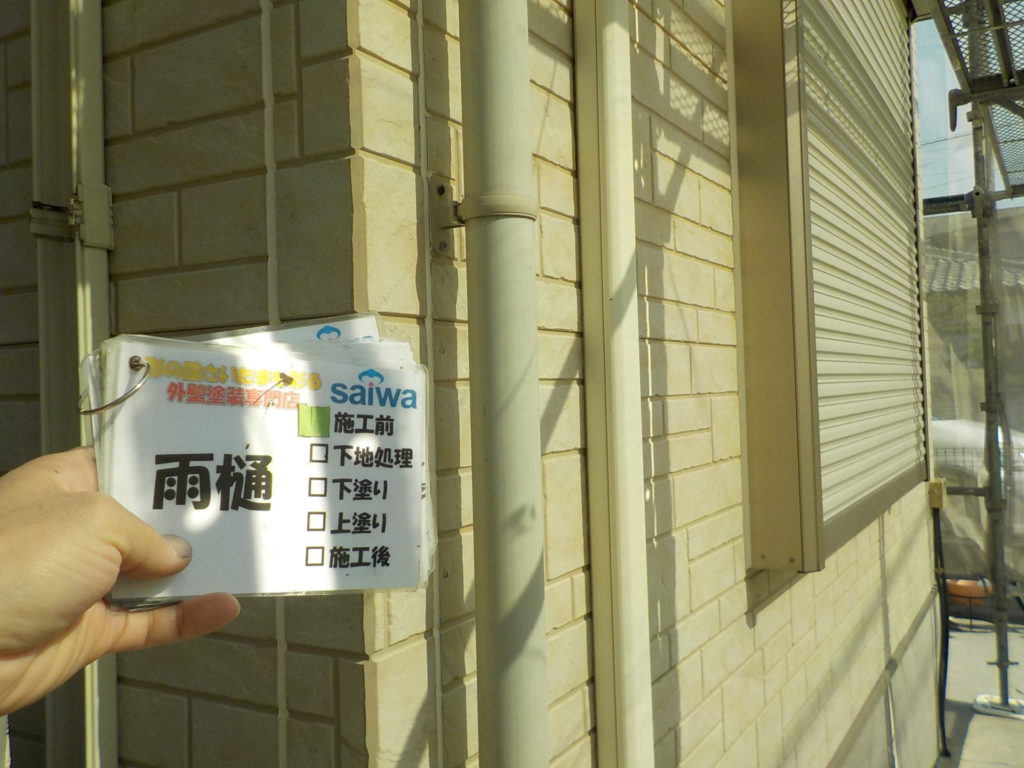 外壁塗装専門店
saiwa
施工前
下地処理
下塗り
上塗り
施工後
雨樋